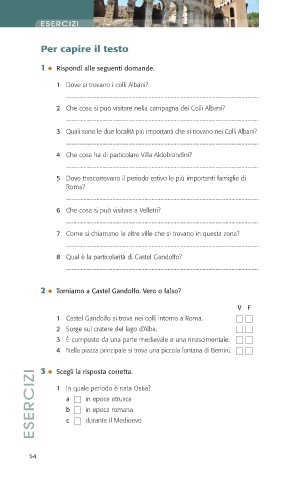 ESERCIZI
Per capire il testo
1 ◆ Rispondi alle seguenti domande.
1 Dove si trovano i colli Albani?
2 Che cosa si può visitare nella campagna dei Colli Albani?
3 Quali sono le due località più importanti che si trovano nei Colli Albani?
4 Che cosa ha di particolare Villa Aldobrandini?
5 Dove trascorrevano il periodo estivo le più importanti famiglie di
Roma?
6 Che cosa si può visitare a Velletri?
7 Come si chiamano le altre ville che si trovano in questa zona?
8 Qual è la particolarità di Castel Gandolfo?
2 ◆ Torniamo a Castel Gandolfo. Vero o falso?
V F
1 Castel Gandolfo si trova nei colli intorno a Roma.
2 Sorge sul cratere del lago d'Alba.
3 È composto da una parte medievale e una rinascimentale.
4 Nella piazza principale si trova una piccola fontana di Bernini.
3 ◆ Scegli la risposta corretta.
1 In quale periodo è nata Ostia?
a in epoca etrusca
b in epoca romana
c durante il Medioevo
ESERCIZI
54